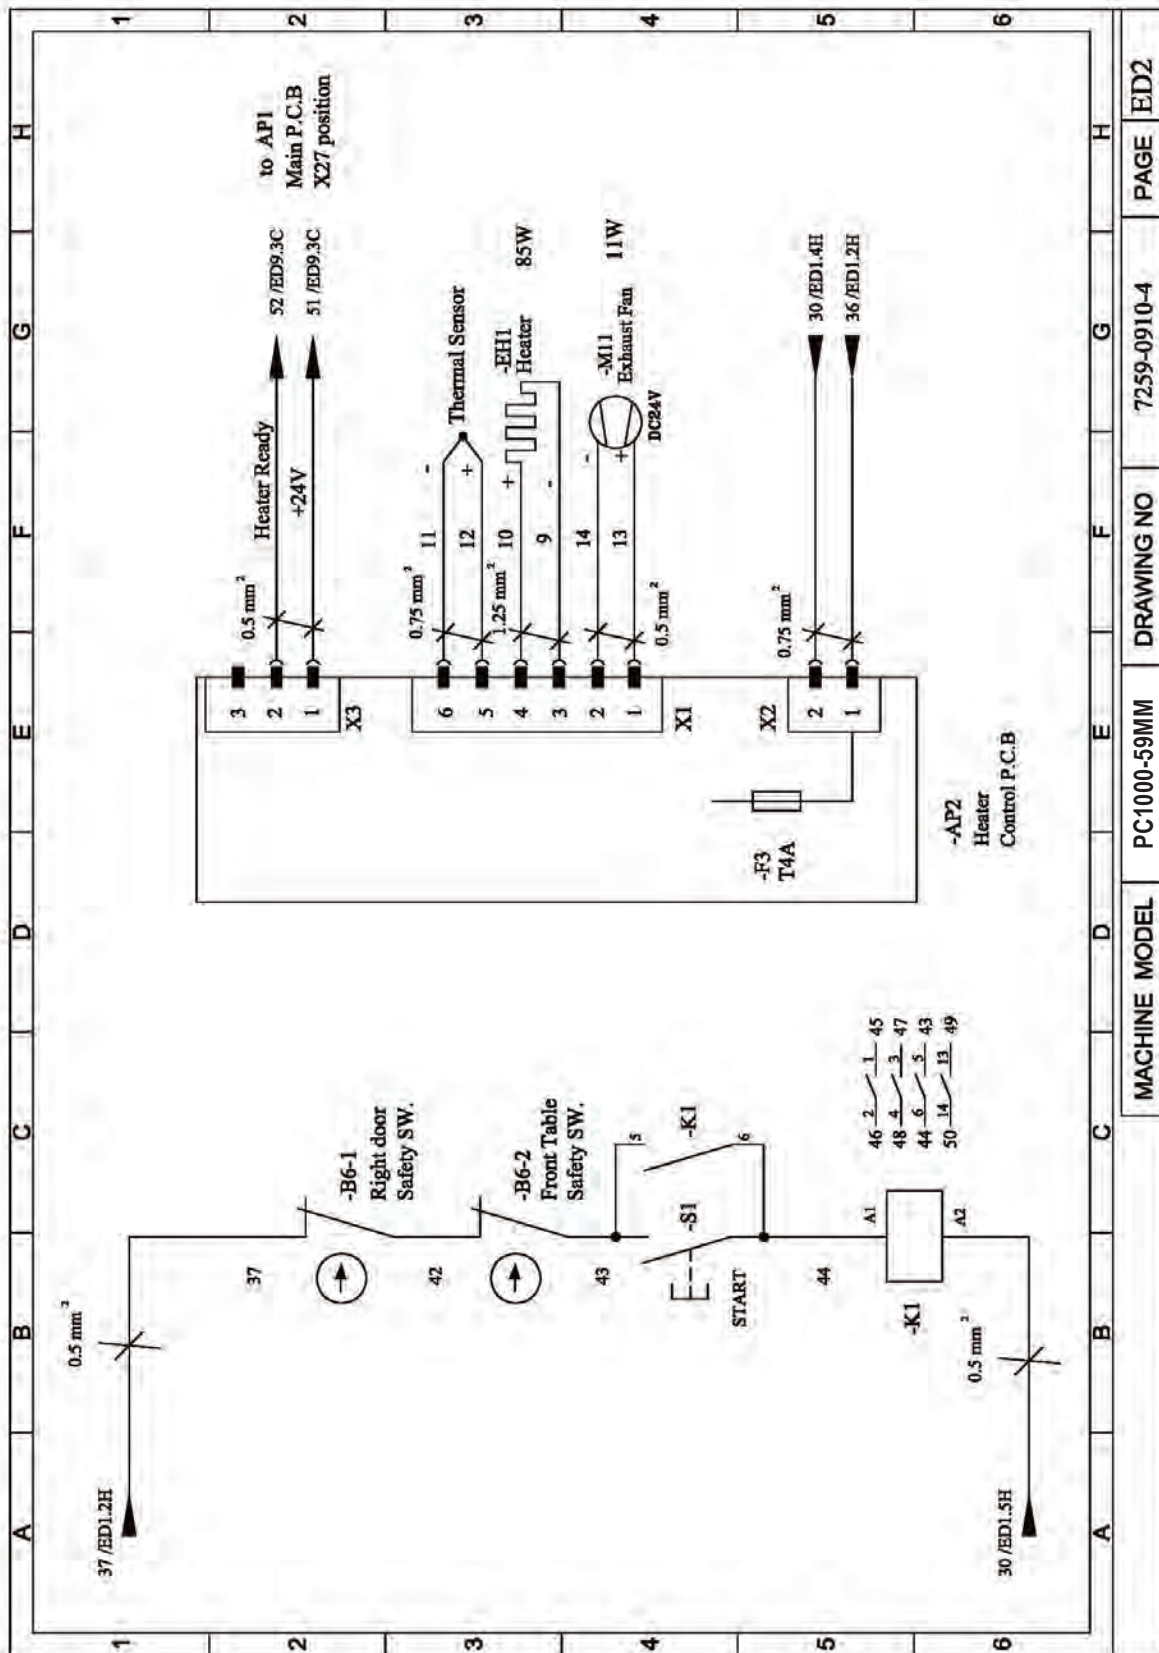 A B C D E F G H
1
2
3
4
5
6
37 /ED1.2H
0.5 mm²
37
-B6-1
Right door
Safety SW.
42
-B6-2
Front Table
Safety SW.
43
START
-S1
5
-K1
6
44
A1
A2
-K1
46 2 1 45
48 4 3 47
44 6 5 43
50 14 13 49
0.5 mm²
30 /ED1.5H
3
2
1
X3
0.5 mm²
Heater Ready
+24V
52 /ED9.3C
51 /ED9.3C
to AP1
Main P.C.B
X27 position
6
5
4
3
2
1
X1
0.75 mm²
1.25 mm²
0.5 mm²
11 -
12 +
10 +
9 -
14 -
13 +
Thermal Sensor
-EH1
Heater
85W
-M11
Exhaust Fan
11W
DC24V
X2
2
1
0.75 mm²
30 /ED1.4H
36 /ED1.2H
-F3
T4A
-AP2
Heater
Control P.C.B
1
2
3
4
5
6
A B C D E F G H
MACHINE MODEL PC1000-59MM DRAWING NO 7259-0910-4 PAGE ED2